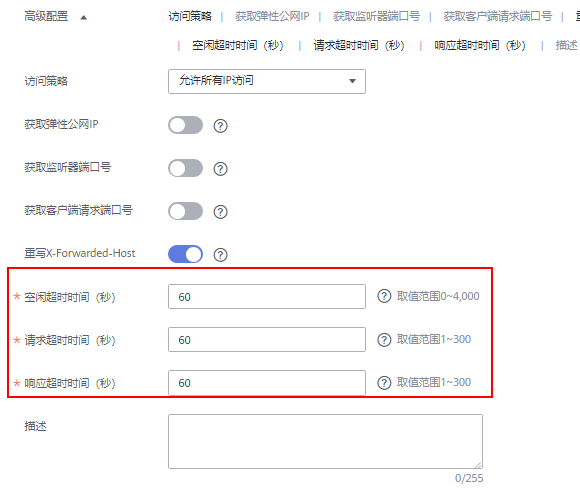 高级配置 访问策略 | 获取弹性公网IP | 获取监听器端口号 | 获取客户端请求端口号 |
| 空闲超时时间（秒） | 请求超时时间（秒） | 响应超时时间（秒） | 描述
访问策略 允许所有IP访问
获取弹性公网IP
获取监听器端口号
获取客户端请求端口号
重写X-Forwarded-Host
* 空闲超时时间（秒） 60 取值范围0~4,000
* 请求超时时间（秒） 60 取值范围1~300
* 响应超时时间（秒） 60 取值范围1~300
描述
0/255